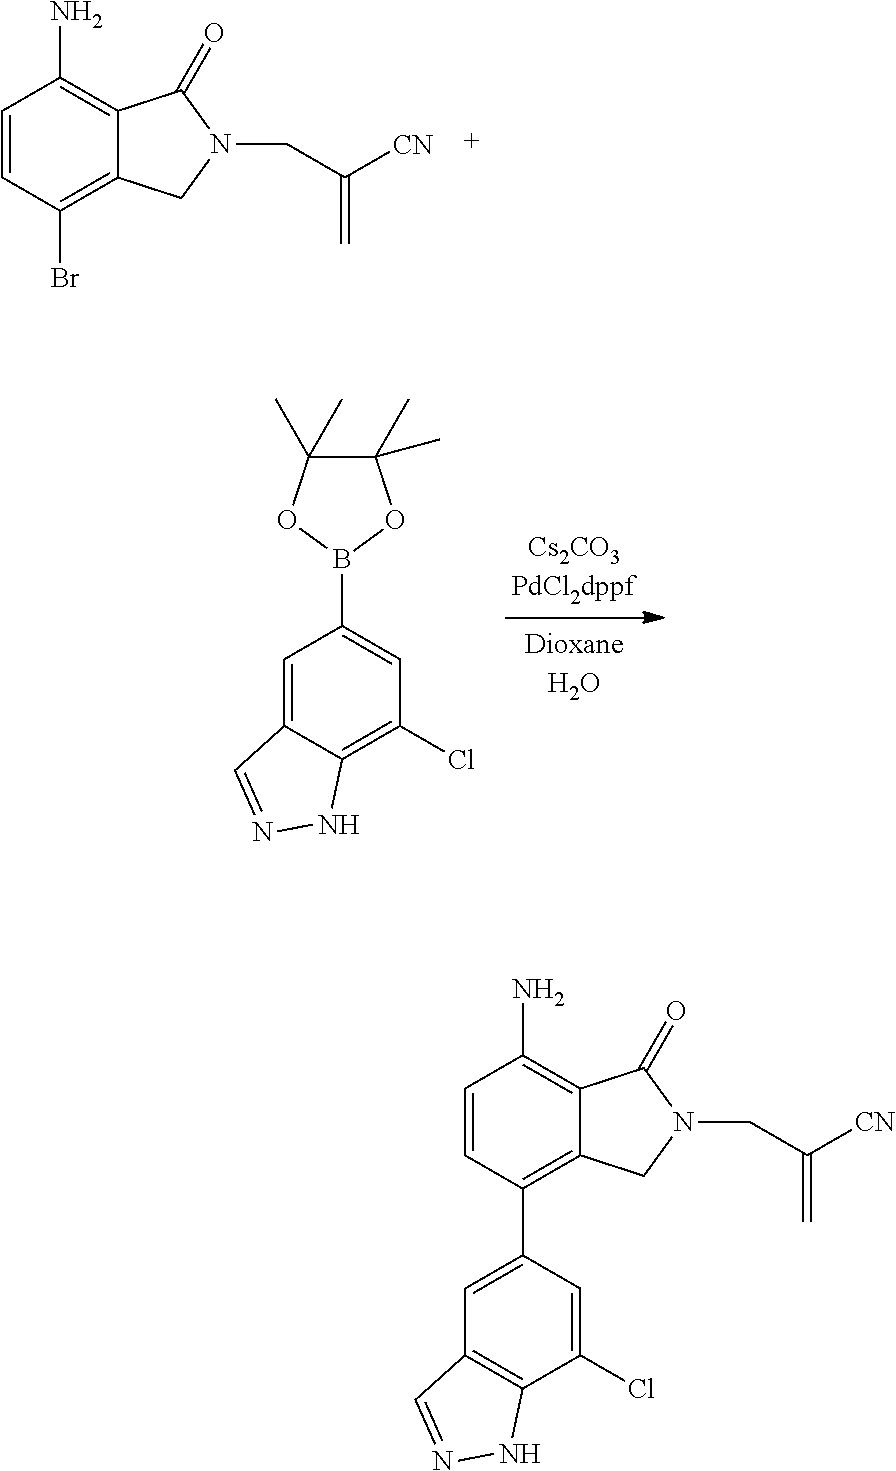 NH₂
O
N
CN +
Br
O O
B
Cs₂CO₃
PdCl₂dppf
Dioxane
H₂O
Cl
N NH
NH₂
O
N
CN
Cl
N NH